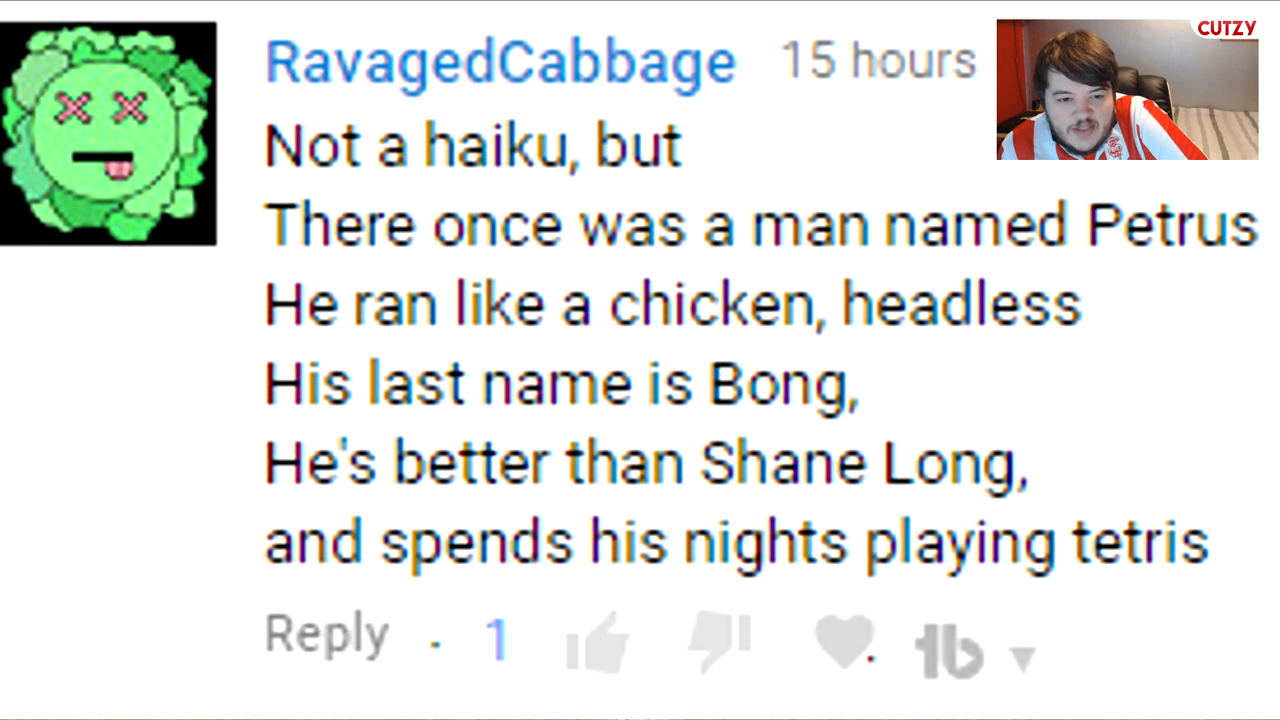 CUTZY
RavagedCabbage 15 hours
Not a haiku, but
There once was a man named Petrus
He ran like a chicken, headless
His last name is Bong,
He's better than Shane Long,
and spends his nights playing tetris
Reply · 1
tb